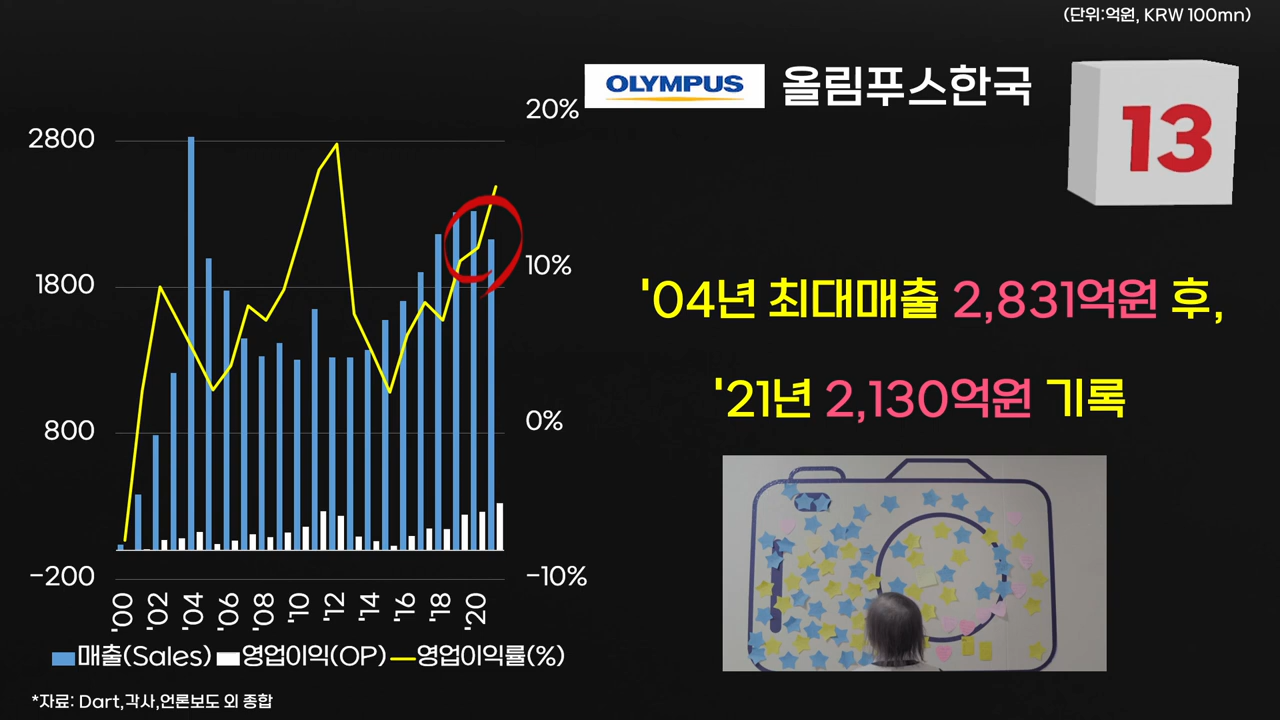 (단위:억원, KRW 100mn)
OLYMPUS 올림푸스한국
13
20%
2800
10%
1800
'04년 최대매출 2,831억원 후,
'21년 2,130억원 기록
0%
800
-10%
-200
'00 '02 '04 '06 '08 '10 '12 '14 '16 '18 '20
매출(Sales) 영업이익(OP) 영업이익률(%)
*자료: Dart,각사,언론보도 외 종합